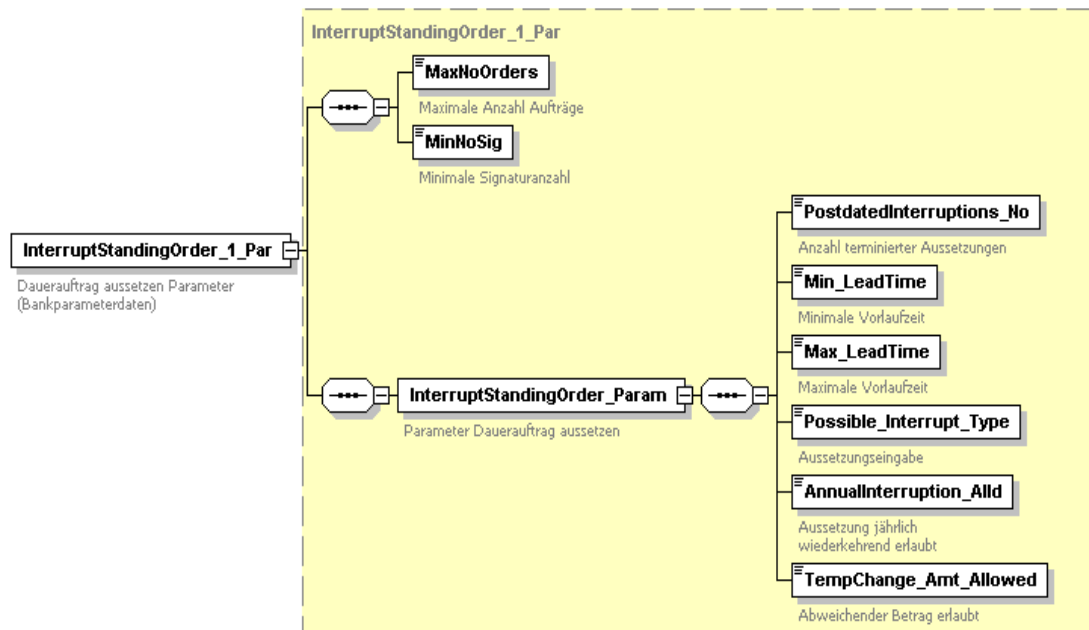 InterruptStandingOrder_1_Par
MaxNoOrders
Maximale Anzahl Aufträge
MinNoSig
Minimale Signaturanzahl
InterruptStandingOrder_1_Par
Dauerauftrag aussetzen Parameter
(Bankparameterdaten)
InterruptStandingOrder_Param
Parameter Dauerauftrag aussetzen
PostdatedInterruptions_No
Anzahl terminierter Aussetzungen
Min_LeadTime
Minimale Vorlaufzeit
Max_LeadTime
Maximale Vorlaufzeit
Possible_Interrupt_Type
Aussetzungseingabe
AnnualInterruption_Alld
Aussetzung jährlich
wiederkehrend erlaubt
TempChange_Amt_Allowed
Abweichender Betrag erlaubt